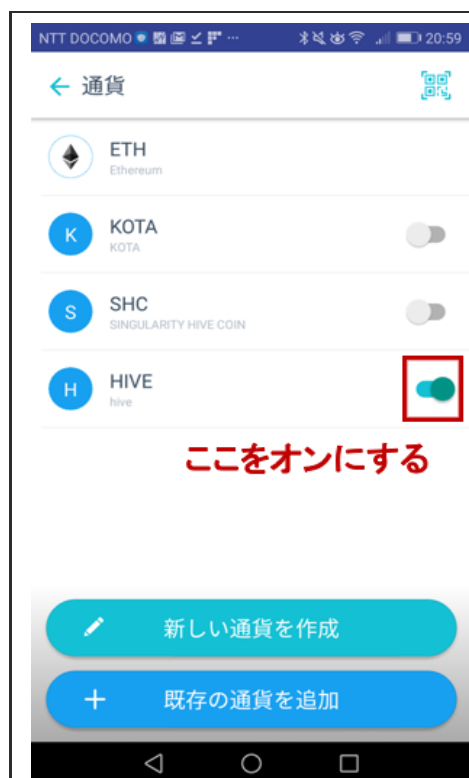 NTT DOCOMO ... 20:59
通貨
ETH
Ethereum
K
KOTA
KOTA
S
SHC
SINGULARITY HIVE COIN
H
HIVE
hive
ここをオンにする
新しい通貨を作成
既存の通貨を追加